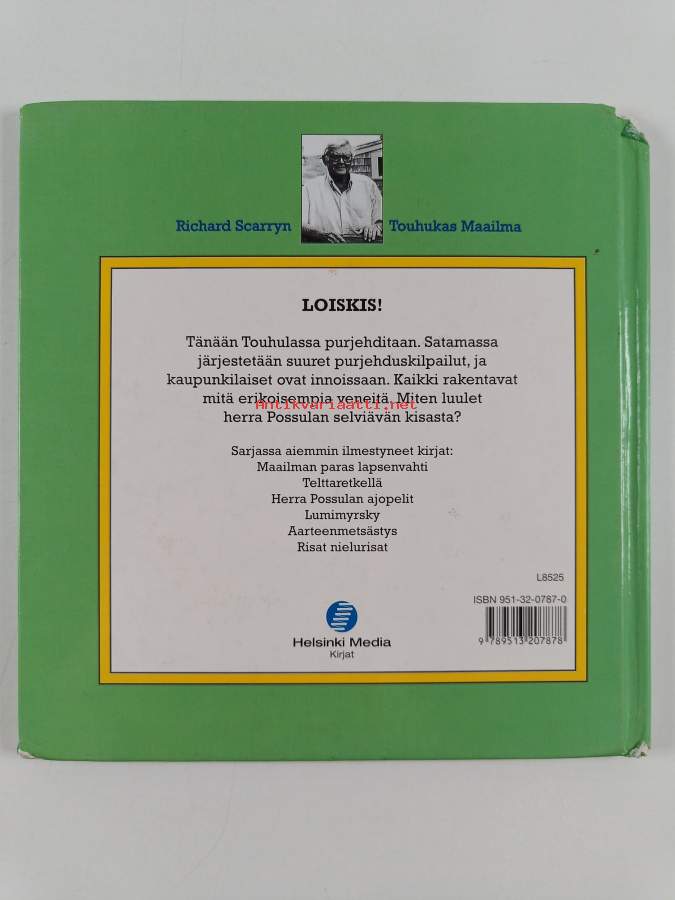 Richard Scarryn Touhukas Maailma
LOISKIS!
Tänään Touhulassa purjehditaan. Satamassa
järjestetään suuret purjehduskilpailut, ja
kaupunkilaiset ovat innoissaan. Kaikki rakentavat
mitä erikoisempia veneitä. Miten luulet
Antikvariaatti.net
herra Possulan selviävän kisasta?
Sarjassa aiemmin ilmestyneet kirjat:
Maailman paras lapsenvahti
Telttaretkellä
Herra Possulan ajopelit
Lumimyrsky
Aarteenmetsästys
Risat nielurisat
L8525
ISBN 951-32-0787-0
9 789513 207878
Helsinki Media
Kirjat